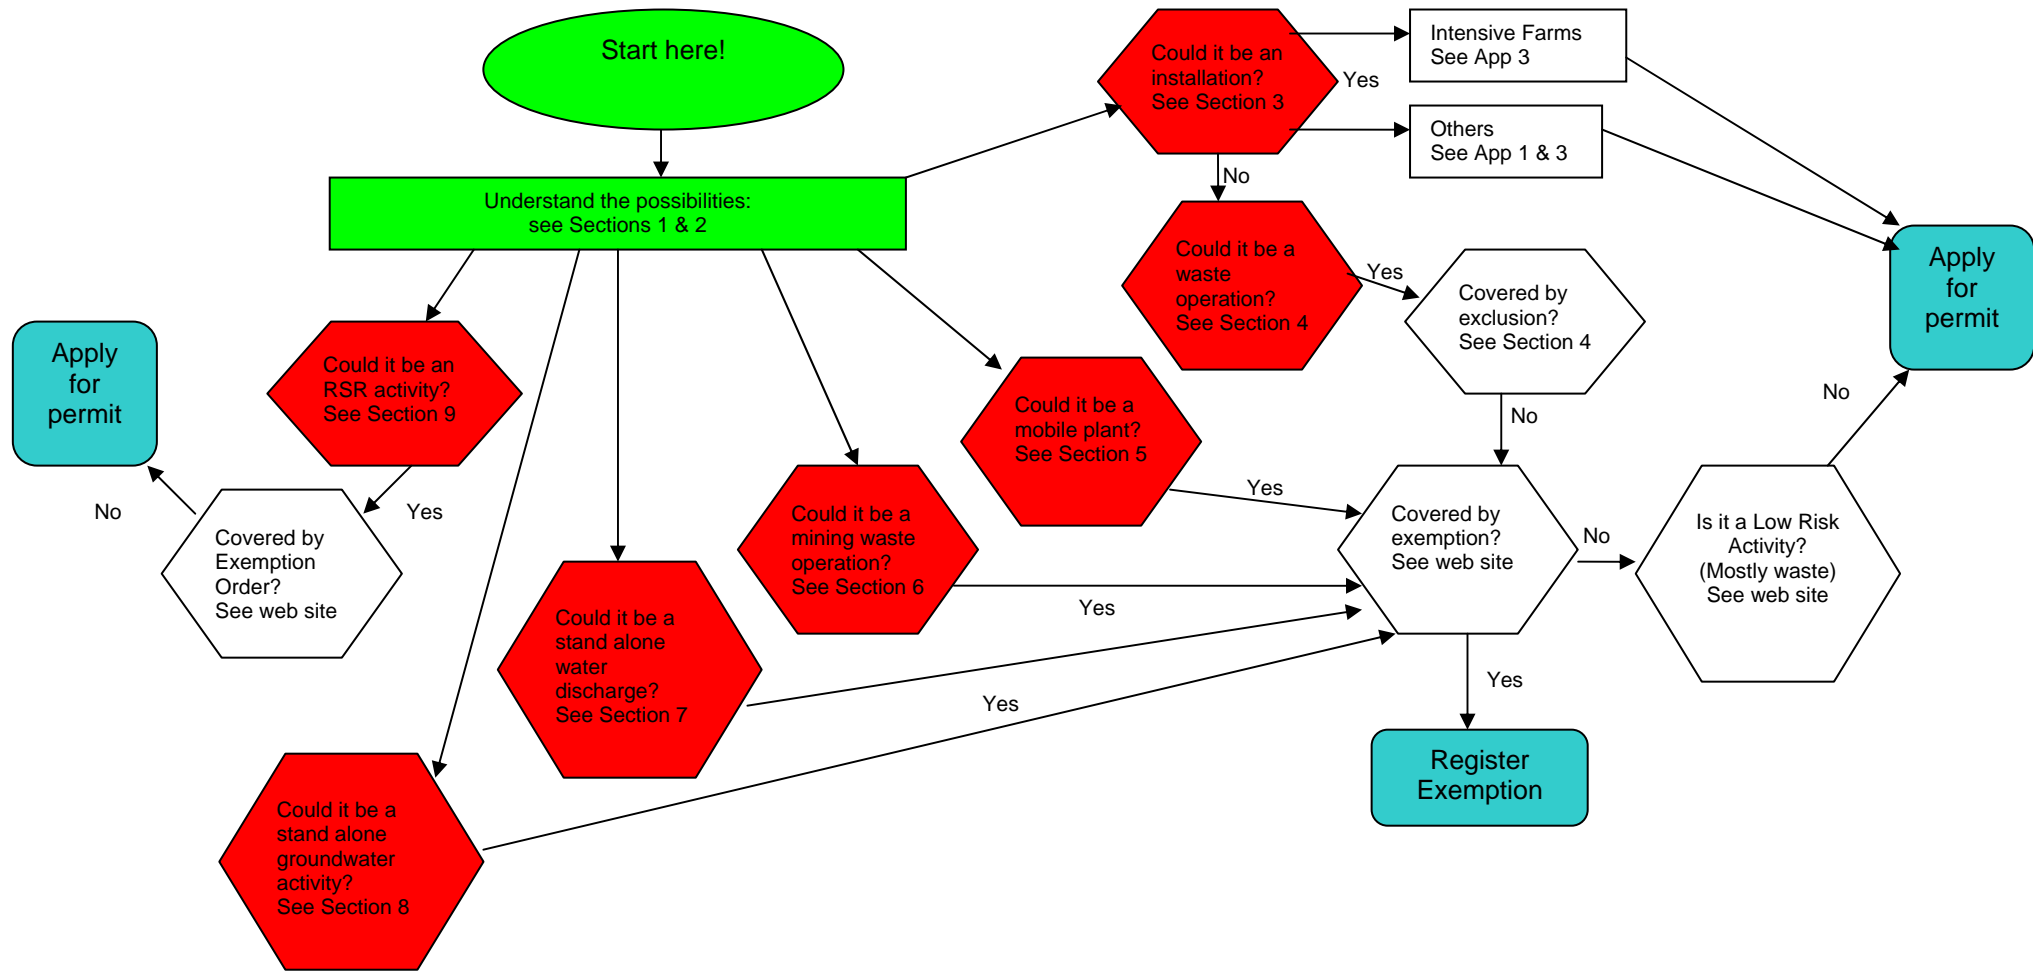 Start here!
Understand the possibilities:
see Sections 1 & 2
Could it be an
installation?
See Section 3
Yes
Intensive Farms
See App 3
Others
See App 1 & 3
No
Could it be a
waste
operation?
See Section 4
Yes
Covered by
exclusion?
See Section 4
No
Apply
for
permit
Could it be an
RSR activity?
See Section 9
Yes
Covered by
Exemption
Order?
See web site
No
Apply
for
permit
Could it be a
mobile plant?
See Section 5
Yes
Could it be a
mining waste
operation?
See Section 6
Yes
Could it be a
stand alone
water
discharge?
See Section 7
Yes
Could it be a
stand alone
groundwater
activity?
See Section 8
Covered by
exemption?
See web site
No
Is it a Low Risk
Activity?
(Mostly waste)
See web site
No
Yes
Register
Exemption